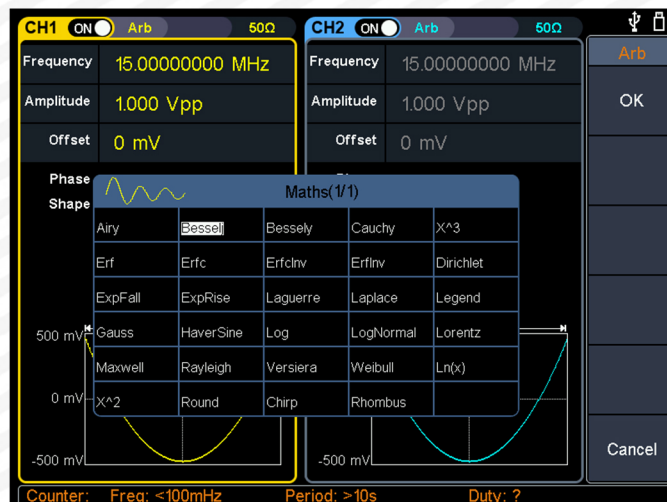 CH1 ON Arb 50Ω CH2 ON Arb 50Ω
Arb
Frequency 15.00000000 MHz Frequency 15.00000000 MHz
Amplitude 1.000 Vpp Amplitude 1.000 Vpp OK
Offset 0 mV Offset 0 mV
Phase
Shape
Maths(1/1)
Airy Besselj Bessely Cauchy X^3
Erf Erfc ErfcInv ErfInv Dirichlet
ExpFall ExpRise Laguerre Laplace Legend
Gauss HaverSine Log LogNormal Lorentz
Maxwell Rayleigh Versiera Weibull Ln(x)
X^2 Round Chirp Rhombus
500 mV
0 mV
-500 mV -500 mV
Cancel
Counter: Freq: <100mHz Period: >10s Duty: ?